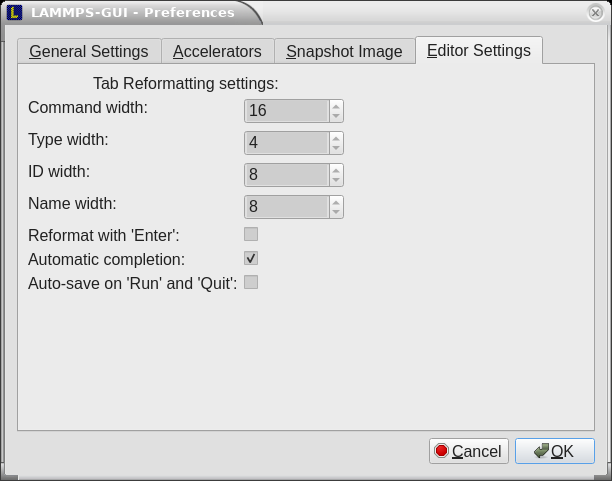 LAMMPS-GUI - Preferences
General Settings Accelerators Snapshot Image Editor Settings
Tab Reformatting settings:
Command width: 16
Type width: 4
ID width: 8
Name width: 8
Reformat with 'Enter':
Automatic completion:
Auto-save on 'Run' and 'Quit':
Cancel OK